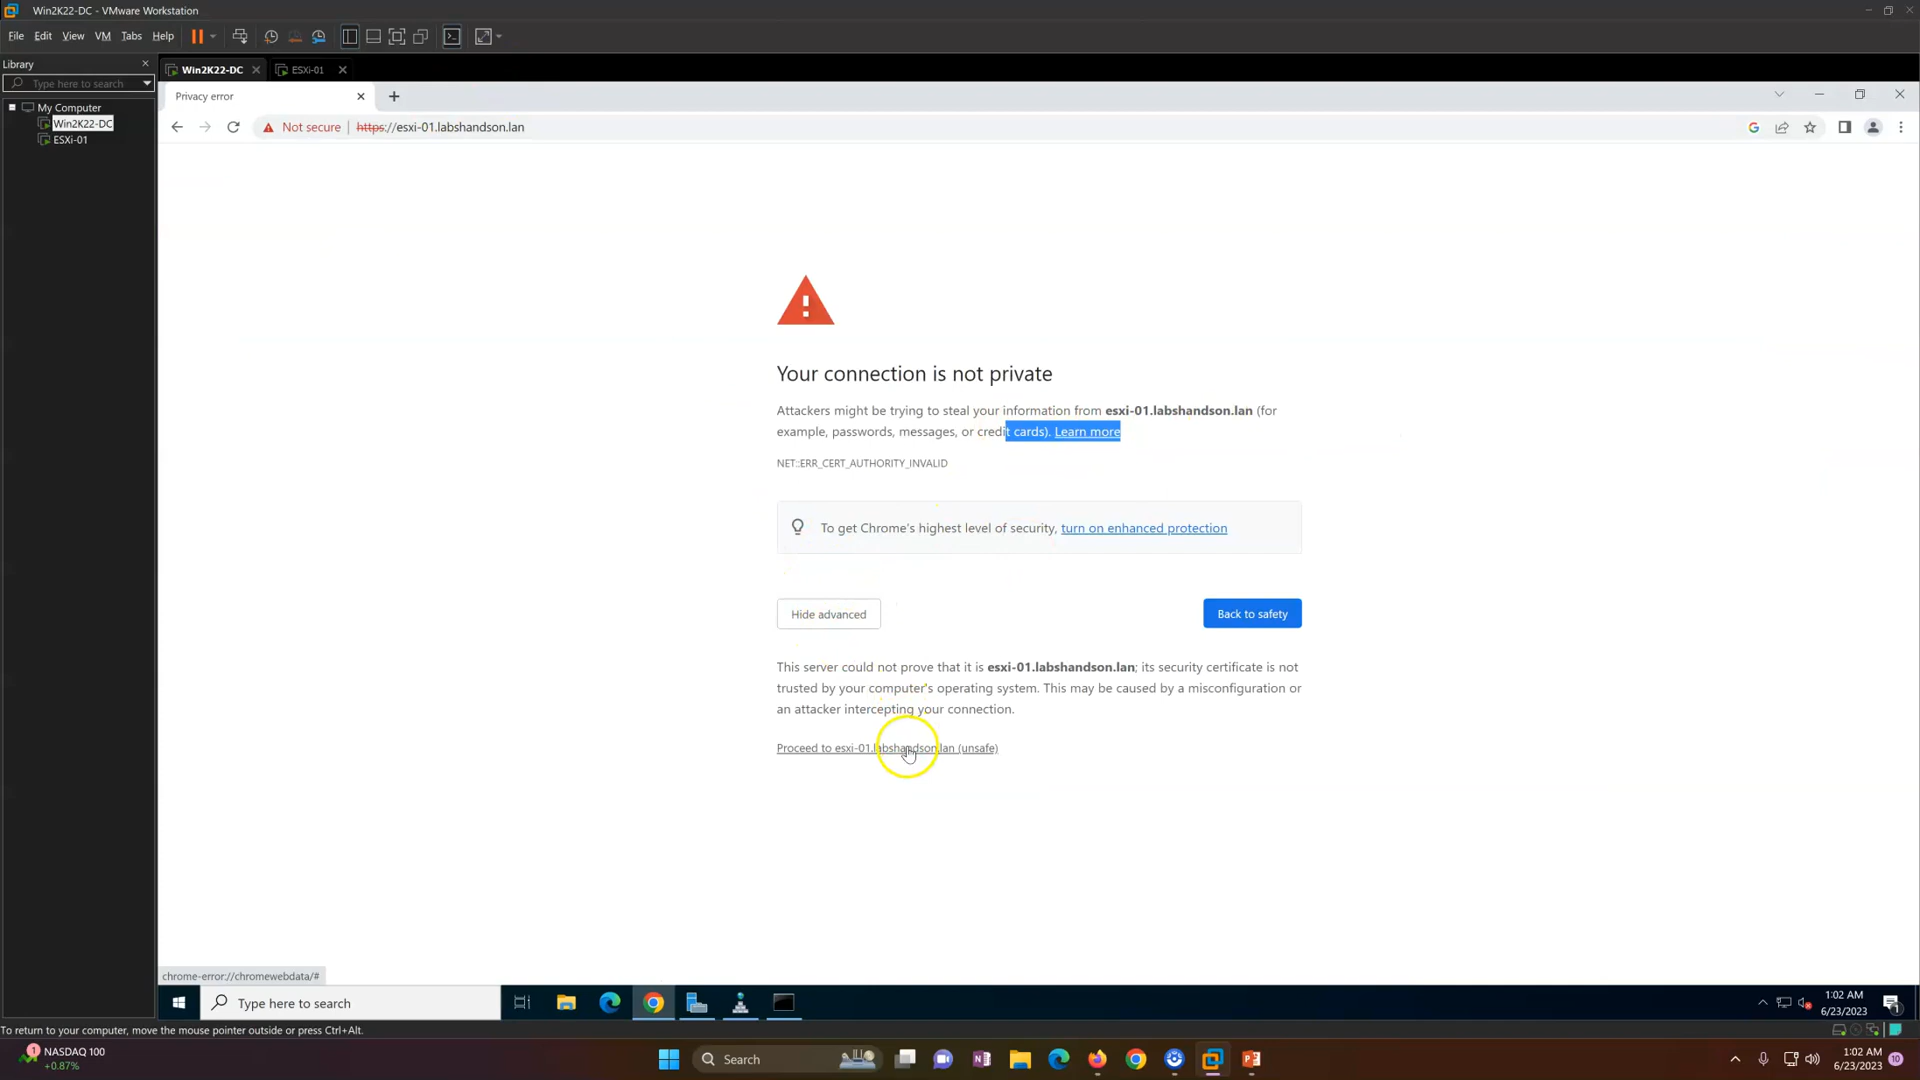 Win2K22-DC - VMware Workstation
File Edit View VM Tabs Help
Library
Type here to search
My Computer
Win2K22-DC
ESXi-01
Win2K22-DC
ESXi-01
Privacy error
Not secure https://esxi-01.labshandson.lan
Your connection is not private
Attackers might be trying to steal your information from esxi-01.labshandson.lan (for
example, passwords, messages, or credit cards). Learn more
NET::ERR_CERT_AUTHORITY_INVALID
To get Chrome's highest level of security, turn on enhanced protection
Hide advanced
Back to safety
This server could not prove that it is esxi-01.labshandson.lan; its security certificate is not
trusted by your computer's operating system. This may be caused by a misconfiguration or
an attacker intercepting your connection.
Proceed to esxi-01.labshandson.lan (unsafe)
chrome-error://chromewebdata/#
Type here to search
1:02 AM
6/23/2023
1
To return to your computer, move the mouse pointer outside or press Ctrl+Alt.
1
NASDAQ 100
+0.87%
Search
1:02 AM
6/23/2023
10